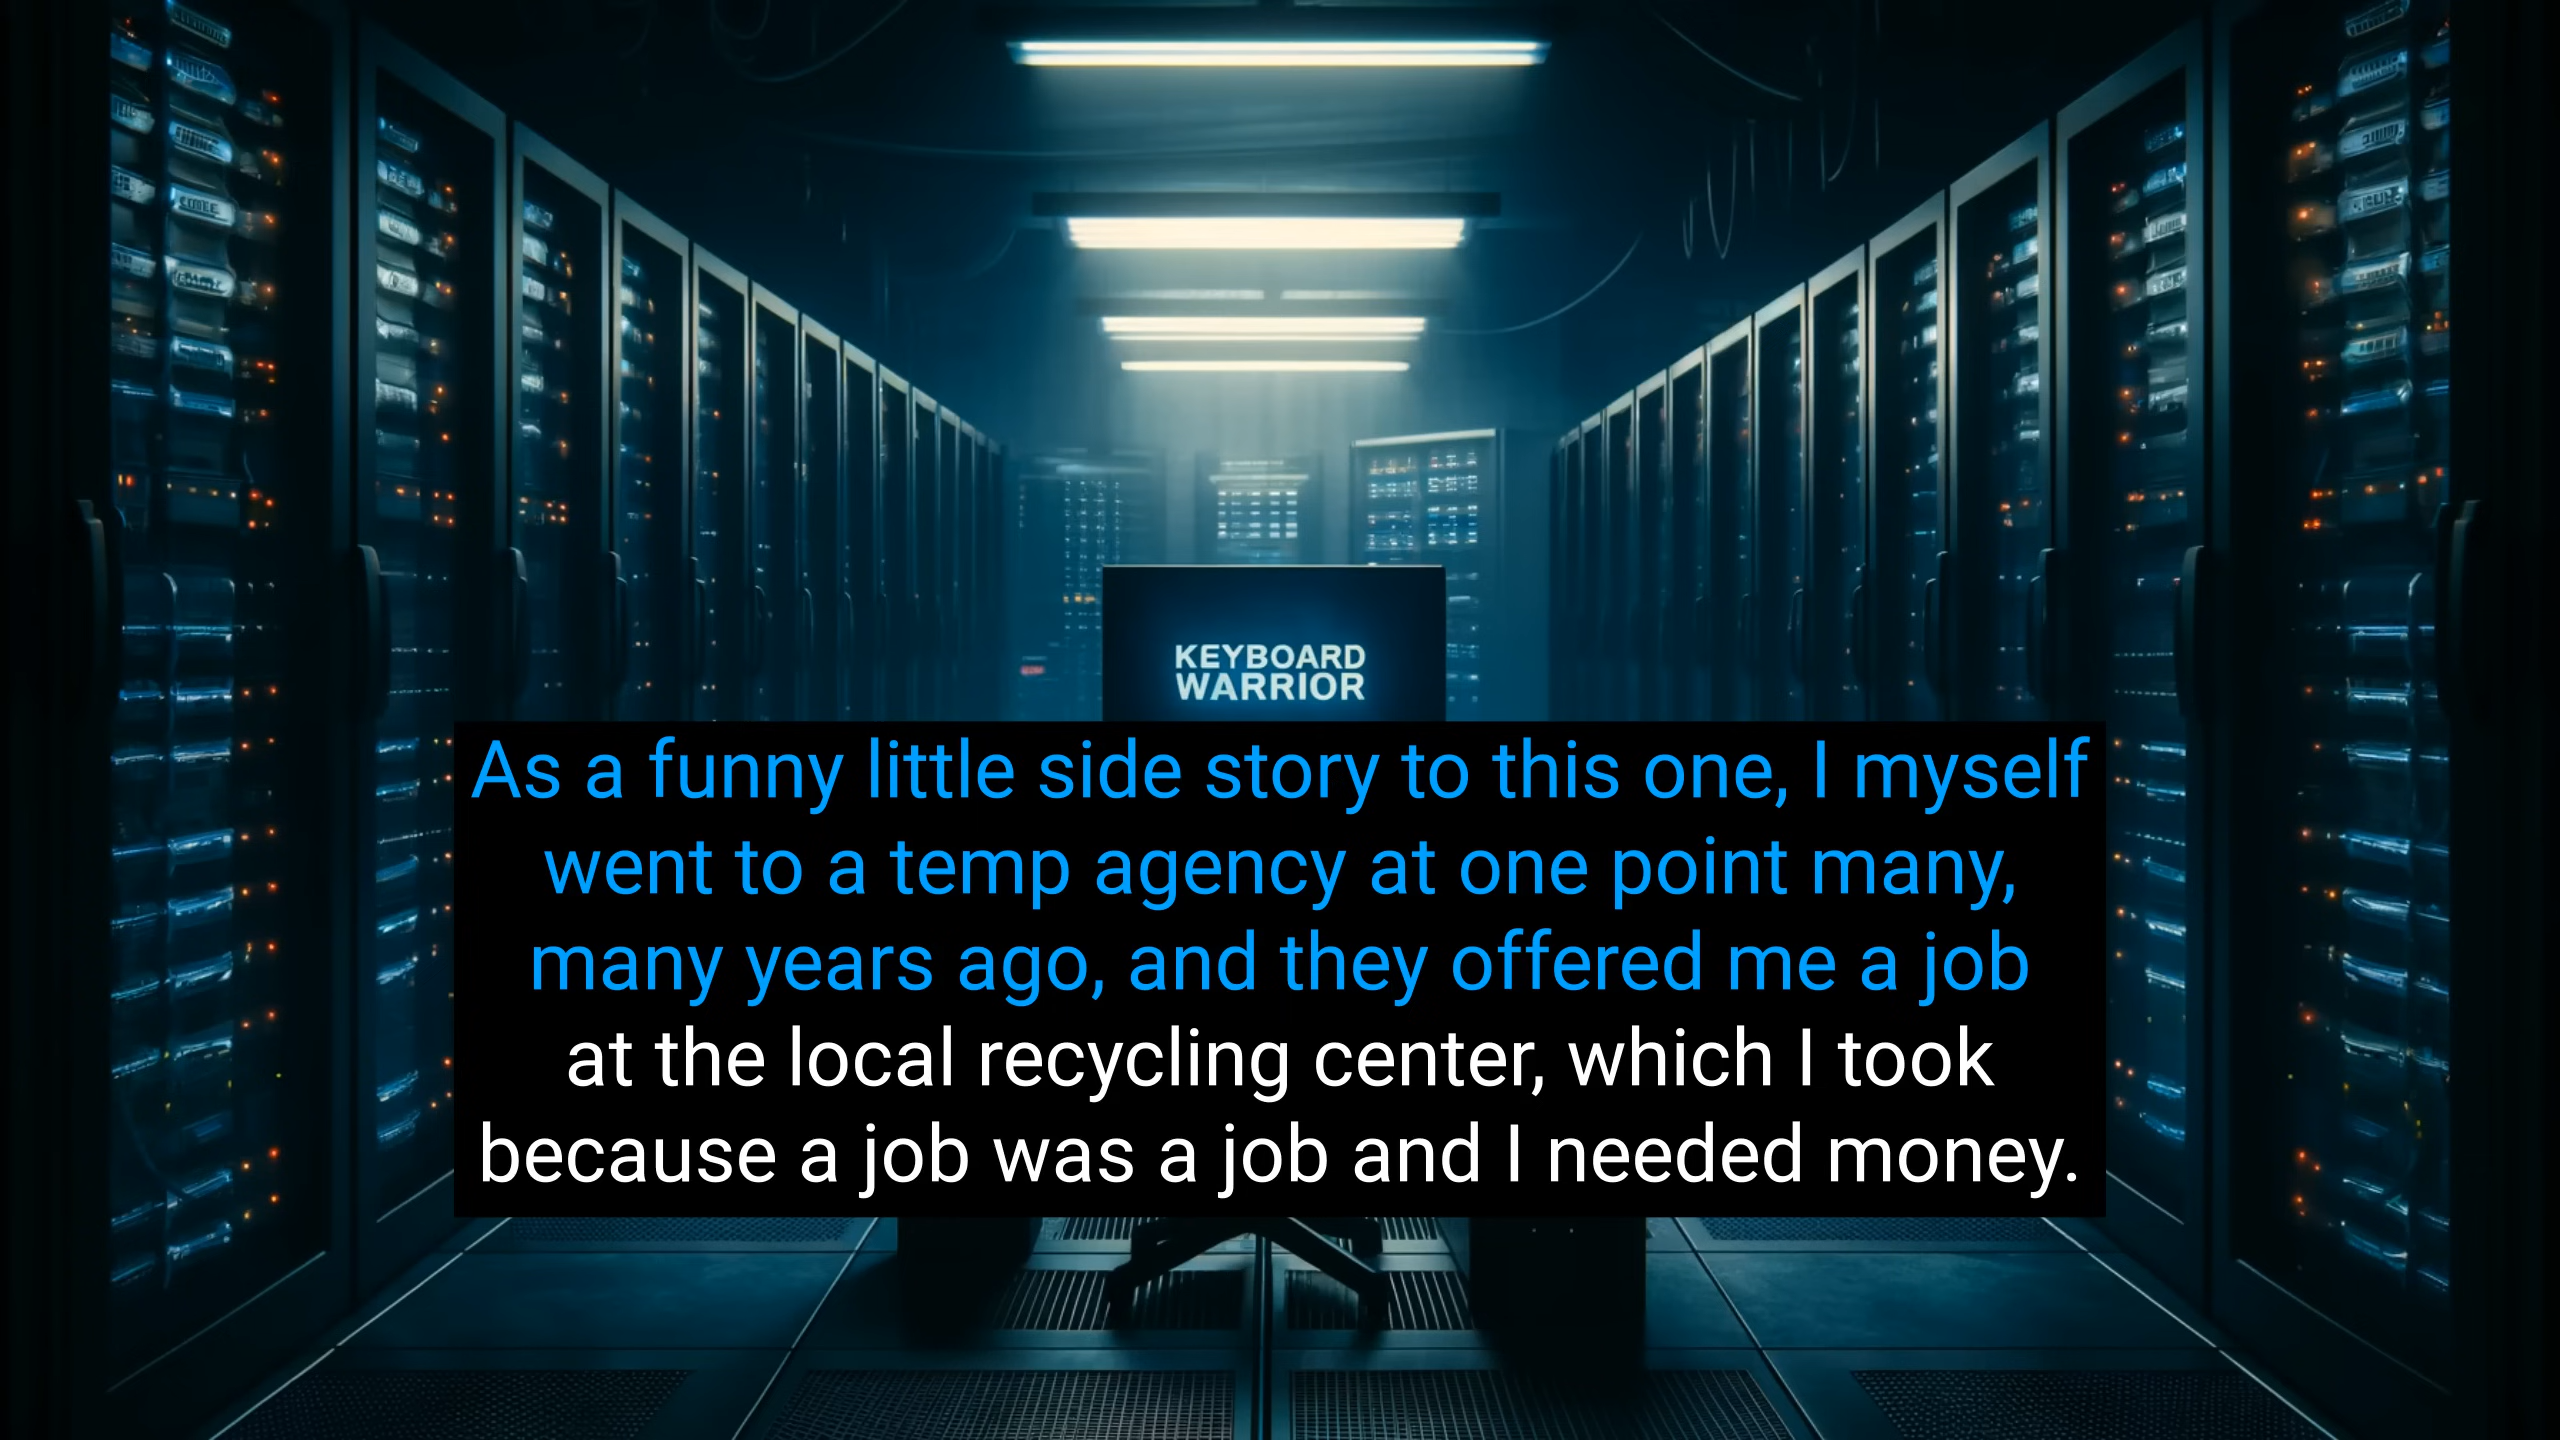 KEYBOARD
WARRIOR
As a funny little side story to this one, I myself
went to a temp agency at one point many,
many years ago, and they offered me a job
at the local recycling center, which I took
because a job was a job and I needed money.